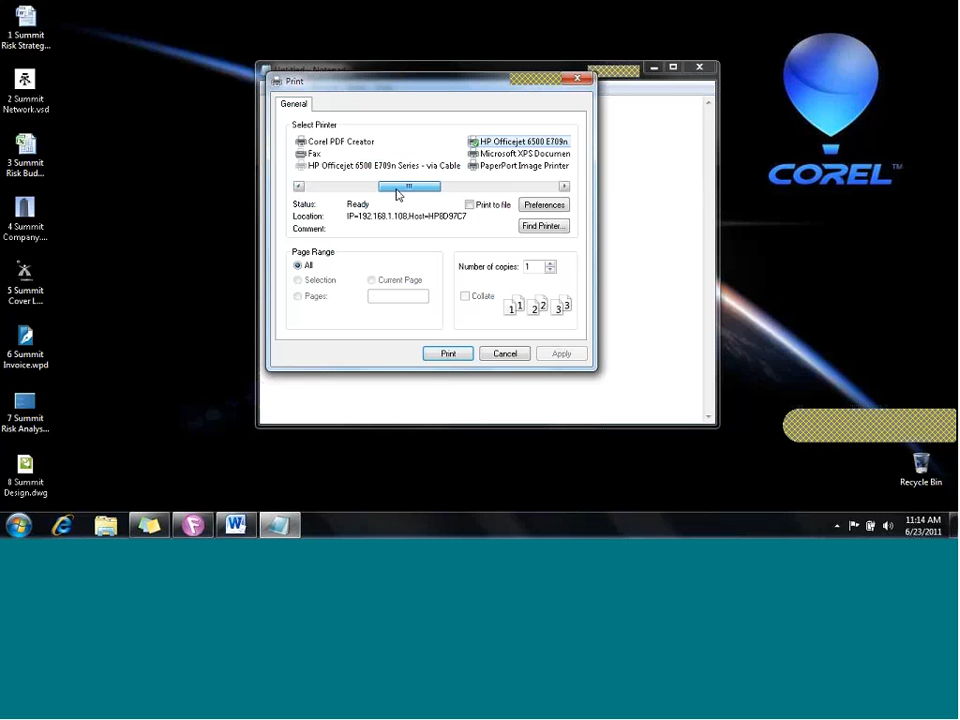 1 Summit
Risk Strateg...
2 Summit
Network.vsd
3 Summit
Risk Bud...
4 Summit
Company....
5 Summit
Cover L...
6 Summit
Invoice.wpd
7 Summit
Risk Analys...
8 Summit
Design.dwg
Print
General
Select Printer
Corel PDF Creator
HP Officejet 6500 E709n
Fax
Microsoft XPS Documen
HP Officejet 6500 E709n Series - via Cable
PaperPort Image Printer
Status: Ready
Print to file
Preferences
Location: IP=192.168.1.108,Host=HP8D97C7
Comment:
Find Printer...
Page Range
All
Selection
Current Page
Pages:
Number of copies: 1
Collate
1 1 2 2 3 3
Print
Cancel
Apply
COREL™
Recycle Bin
11:14 AM
6/23/2011